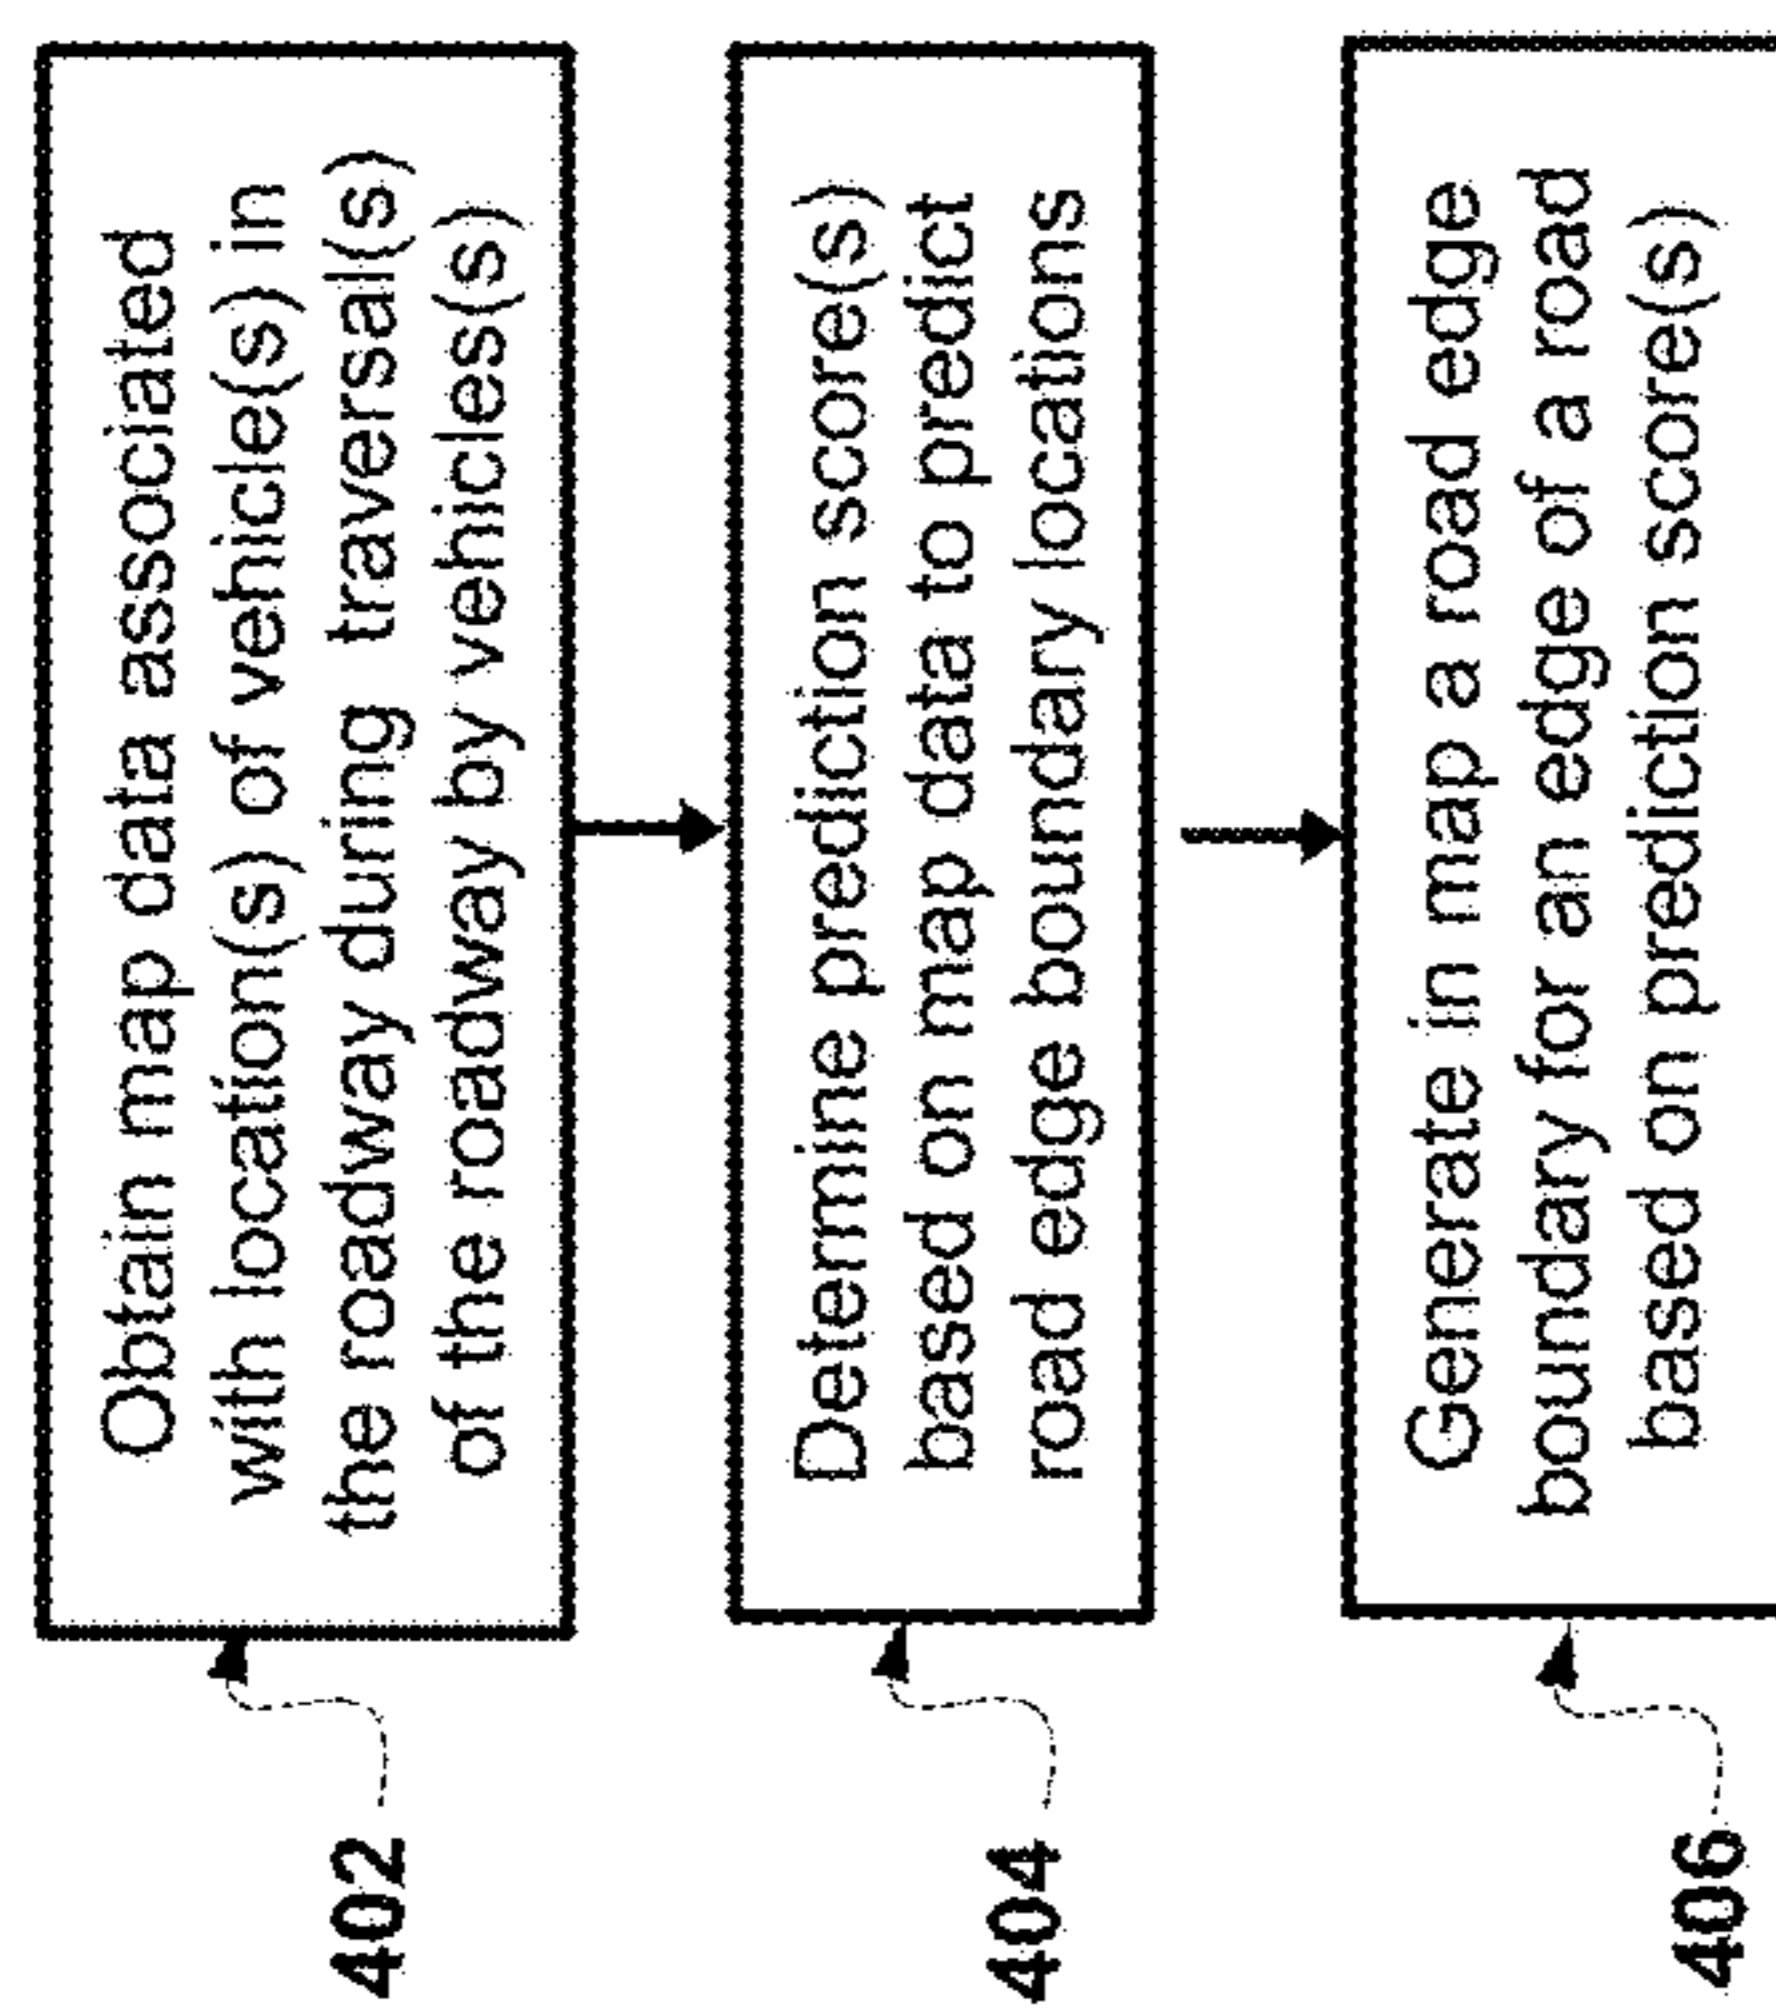 402
Obtain map data associated
with location(s) of vehicle(s) in
the roadway during traversal(s)
of the roadway by vehicles(s)
404
Determine prediction score(s)
based on map data to predict
road edge boundary locations
406
Generate in map a road edge
boundary for an edge of a road
based on prediction score(s)